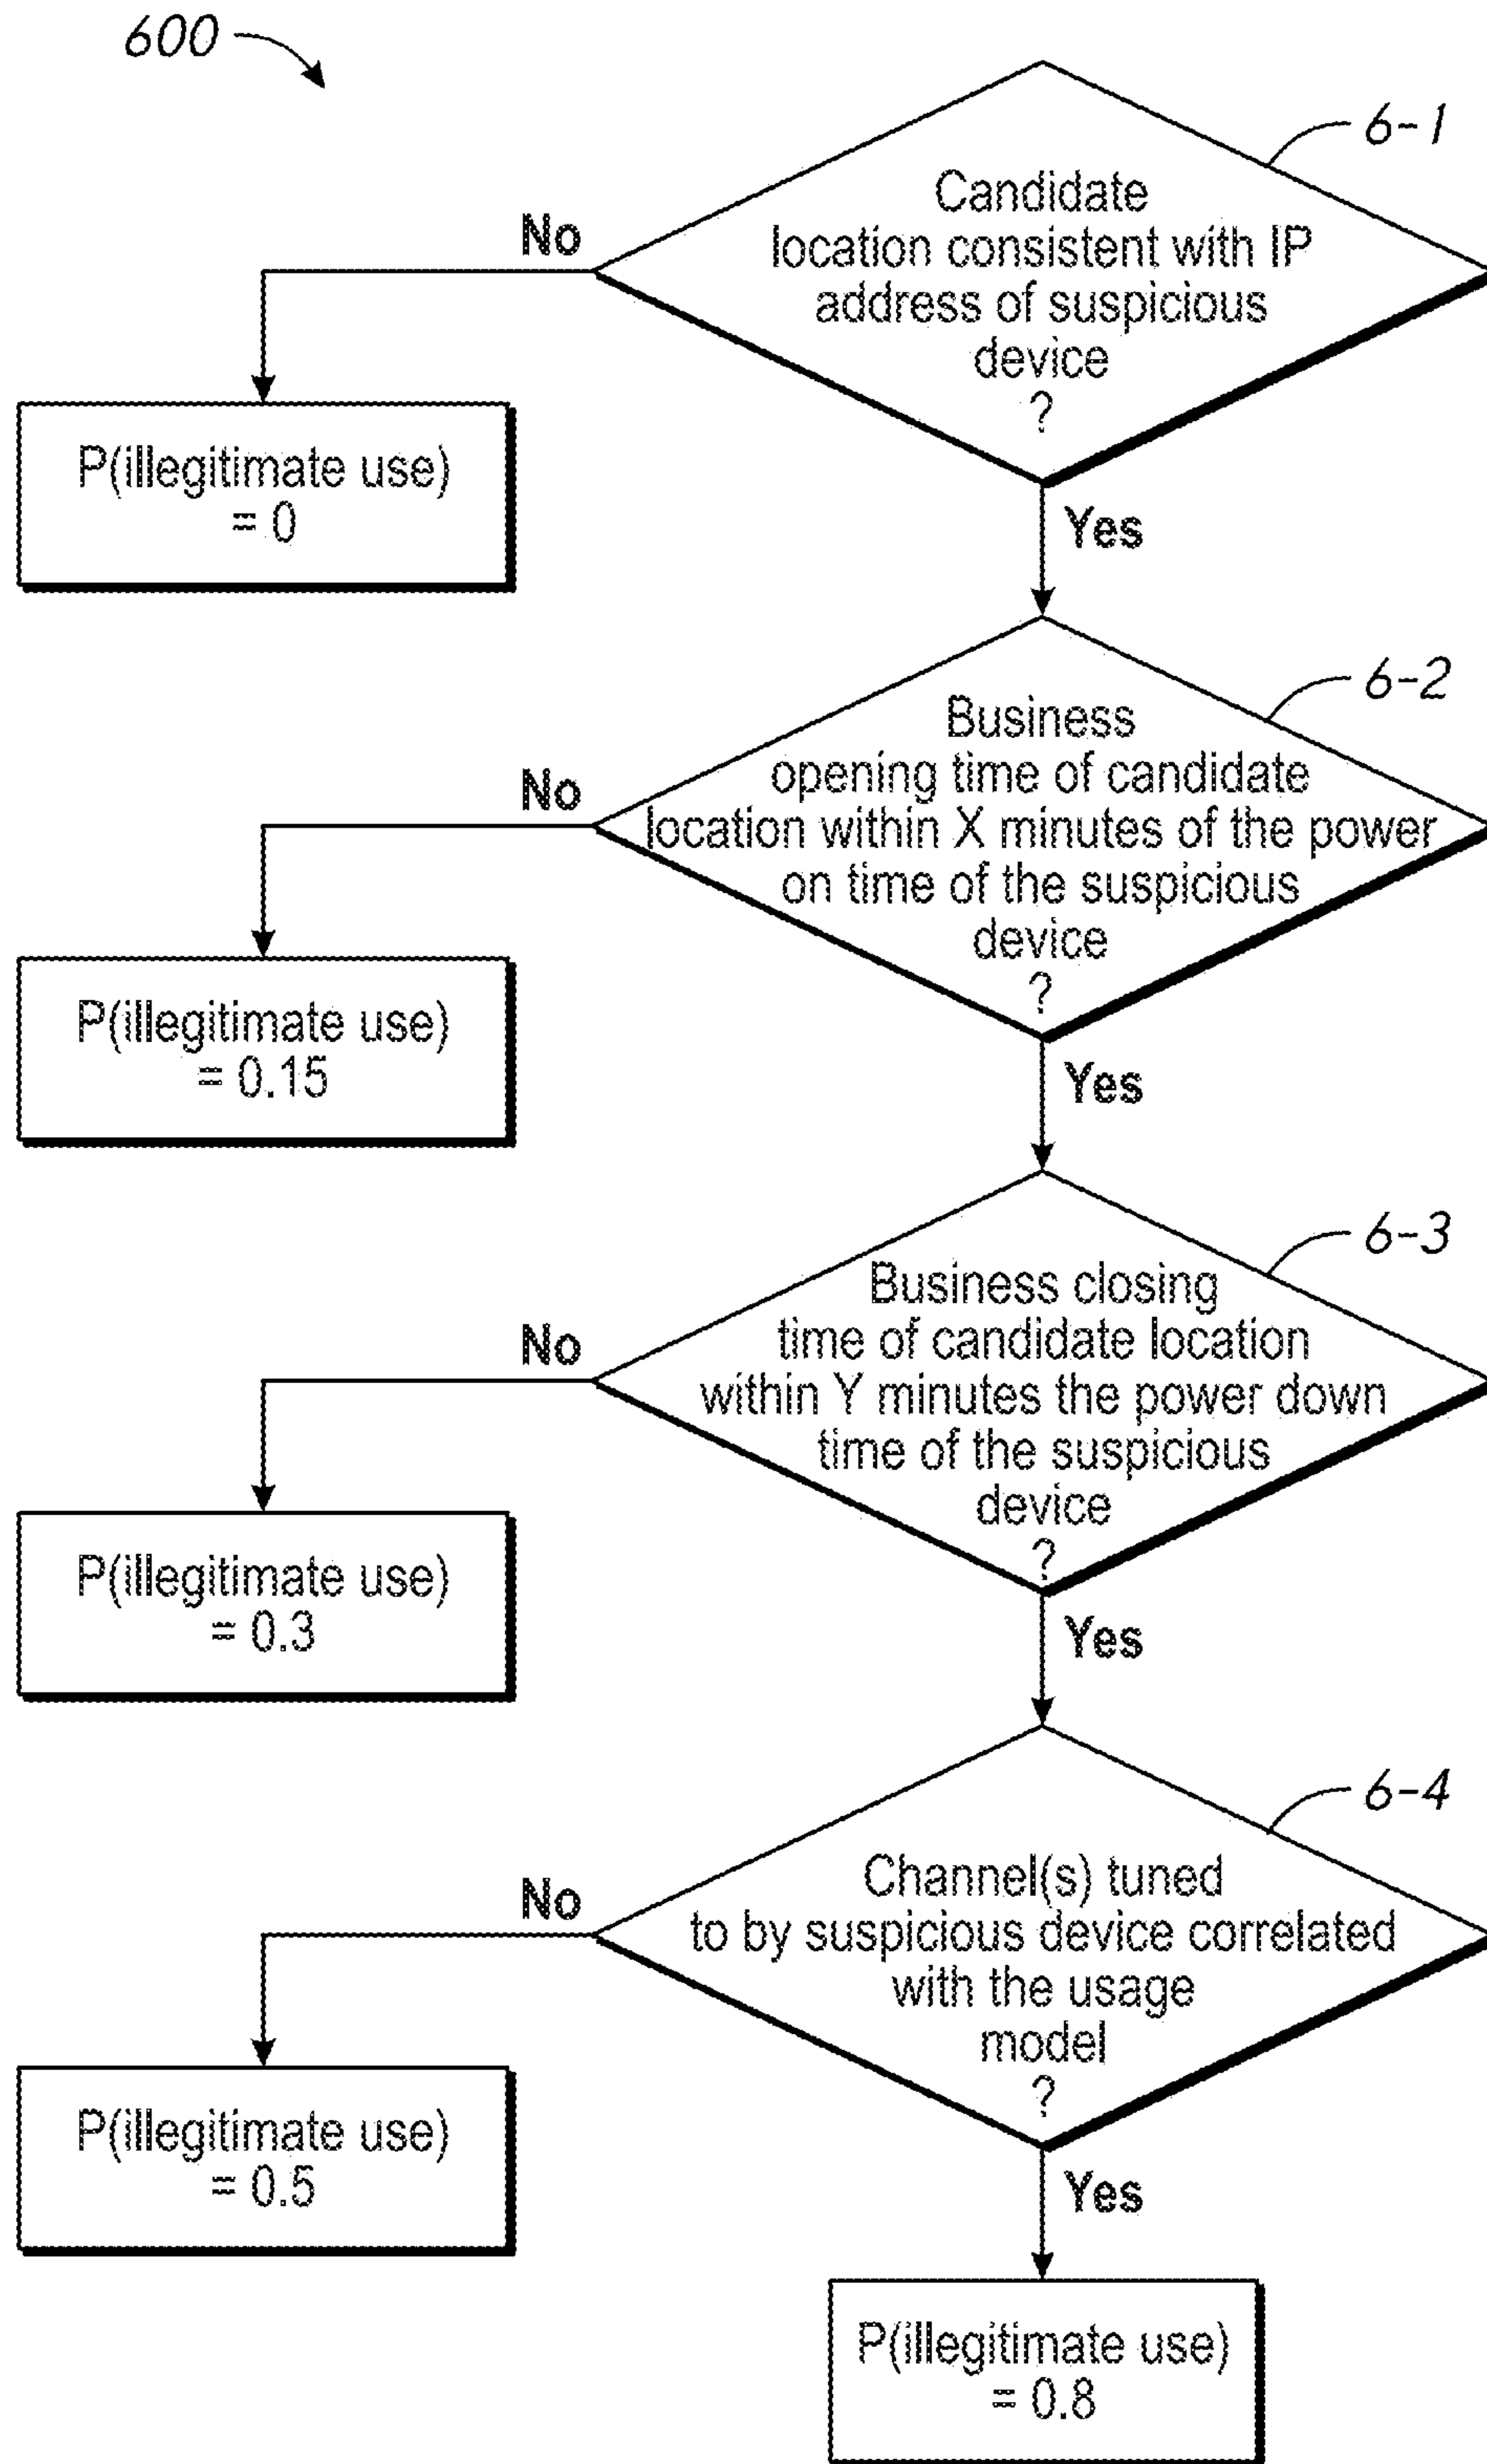 600
6-1
Candidate
location consistent with IP
address of suspicious
device
?
No
P(illegitimate use)
= 0
Yes
6-2
Business
opening time of candidate
location within X minutes of the power
on time of the suspicious
device
?
No
P(illegitimate use)
= 0.15
Yes
6-3
Business closing
time of candidate location
within Y minutes the power down
time of the suspicious
device
?
No
P(illegitimate use)
= 0.3
Yes
6-4
Channel(s) tuned
to by suspicious device correlated
with the usage
model
?
No
P(illegitimate use)
= 0.5
Yes
P(illegitimate use)
= 0.8